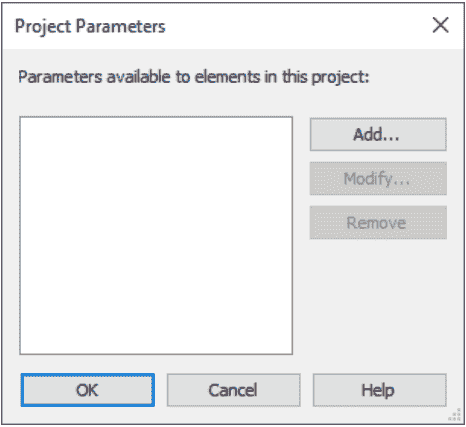 Project Parameters
Parameters available to elements in this project:
Add...
Modify...
Remove
OK
Cancel
Help